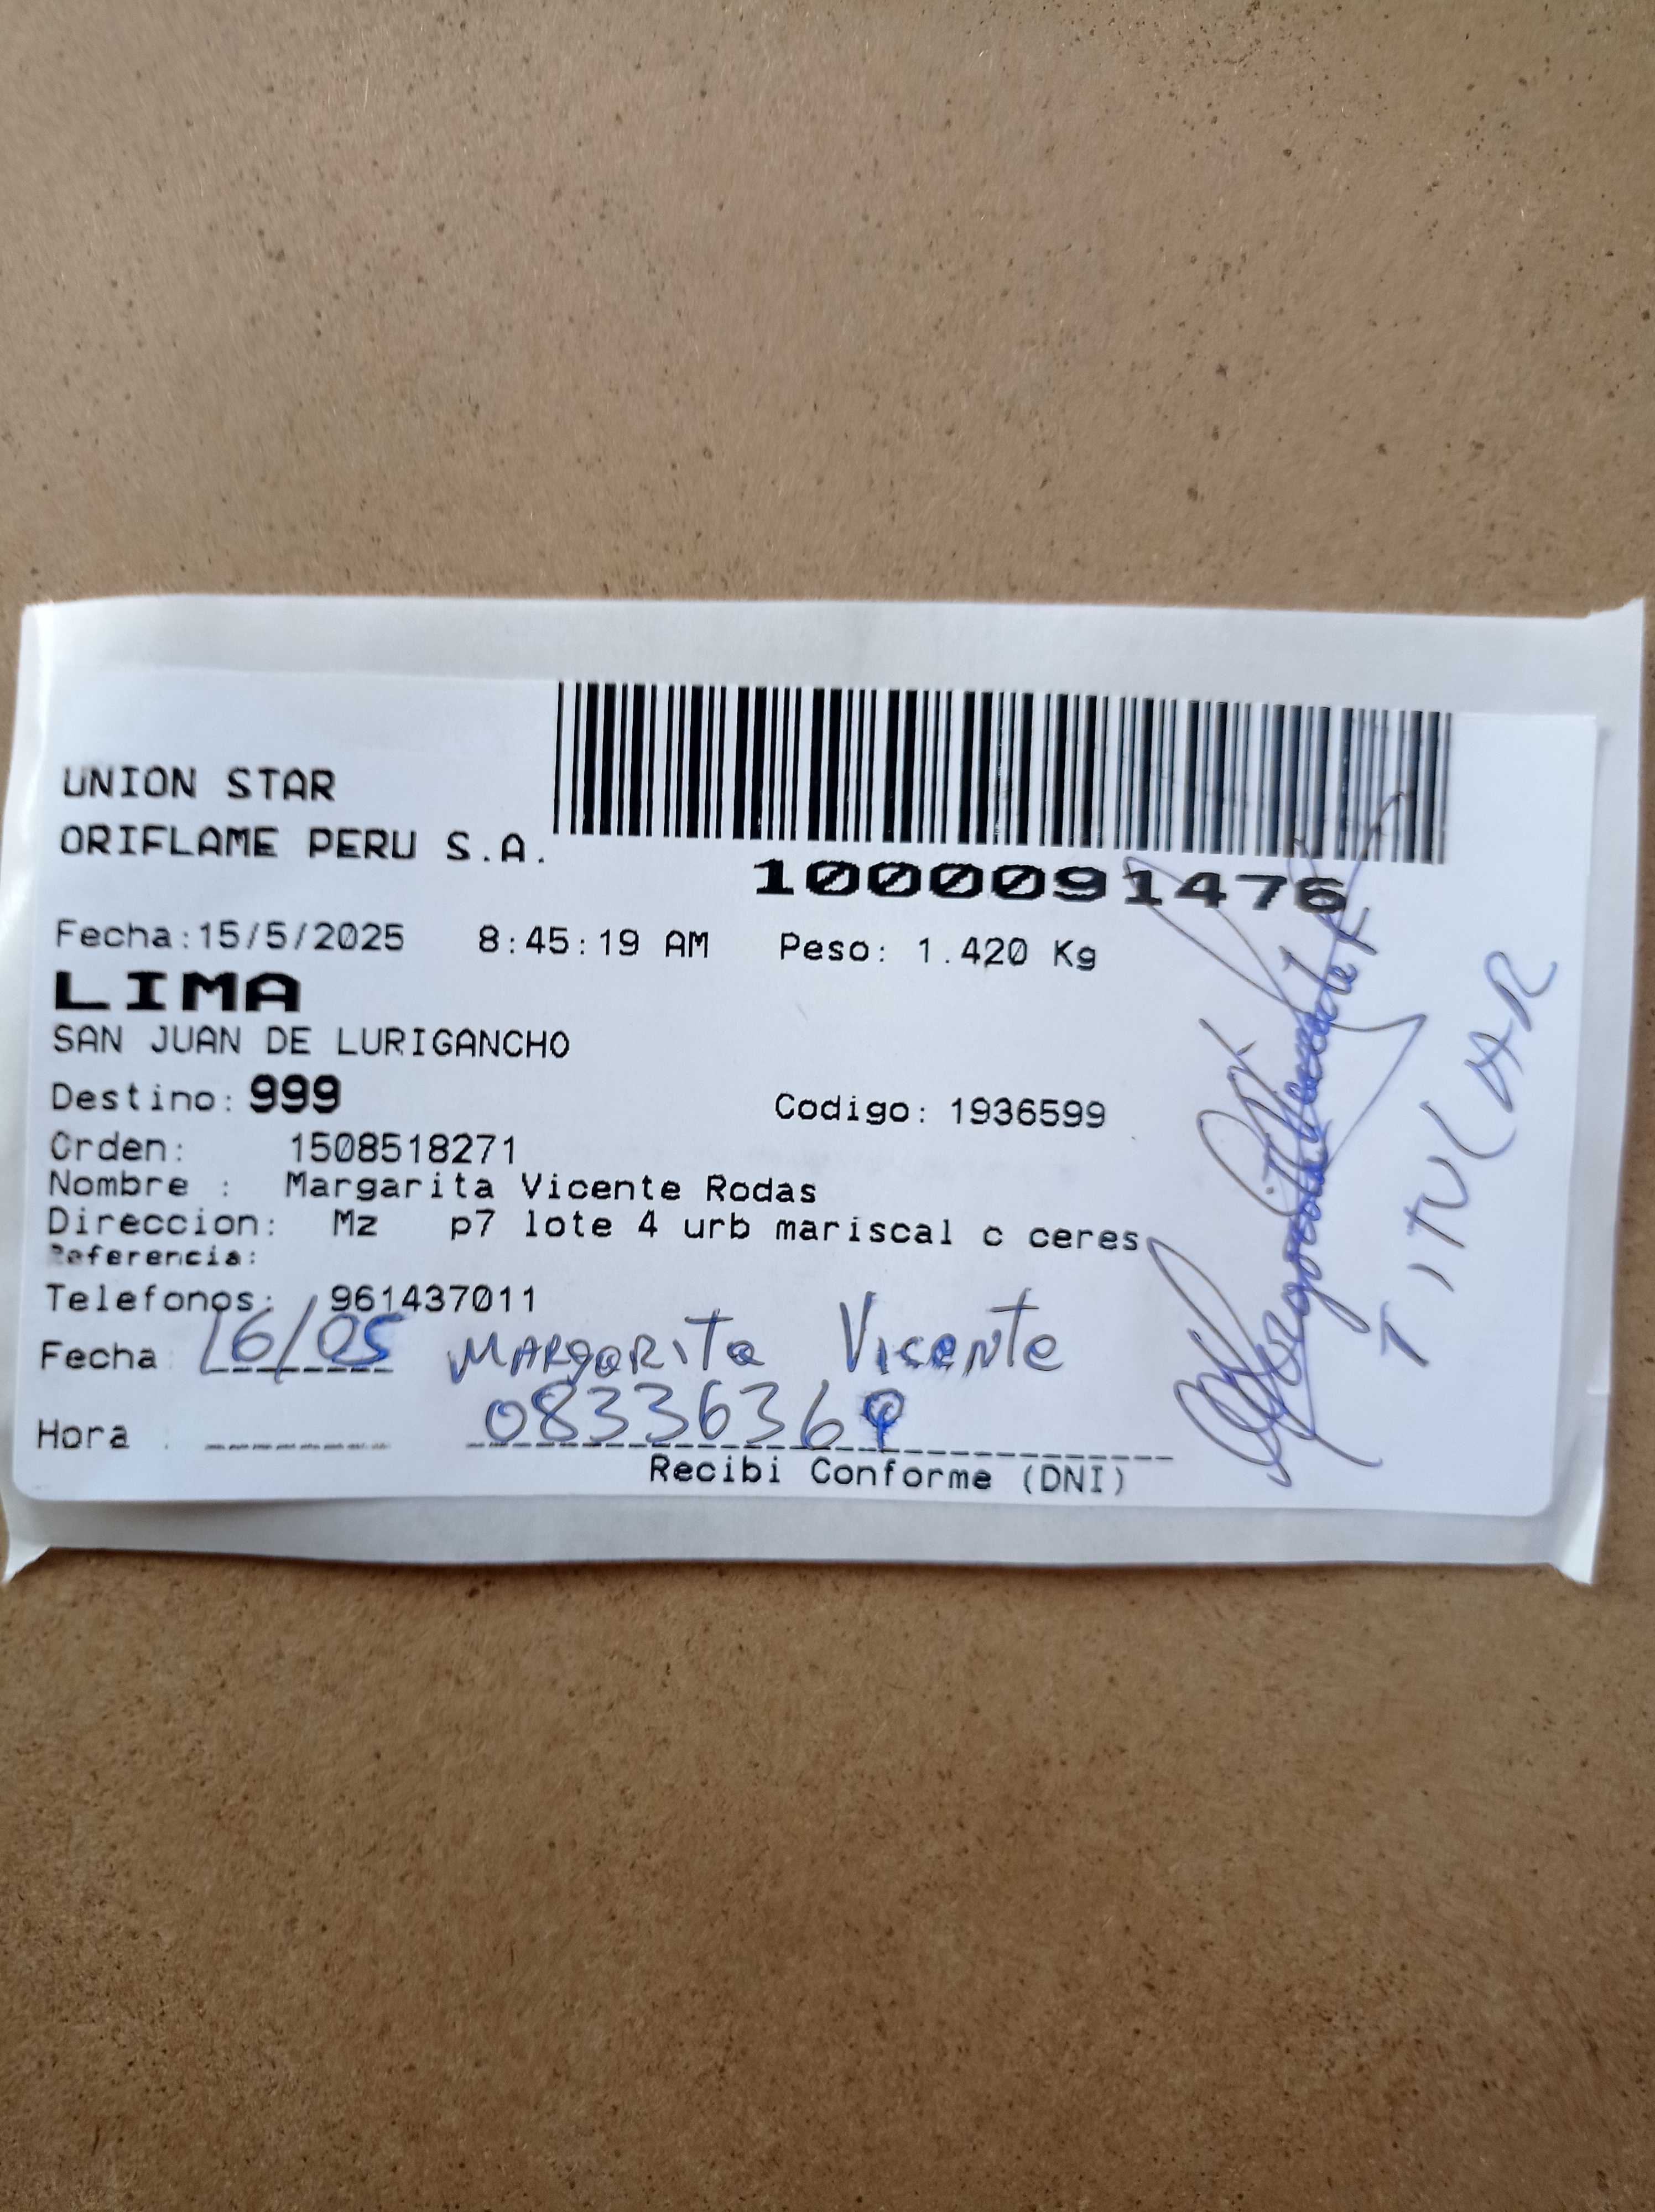 UNION STAR
ORIFLAME PERU S.A.
1000091476
Fecha:15/5/2025 8:45:19 AM Peso: 1.420 Kg
LIMA
SAN JUAN DE LURIGANCHO
Destino: 999 Codigo: 1936599
Orden: 1508518271
Nombre : Margarita Vicente Rodas
Direccion: Mz p7 lote 4 urb mariscal c ceres
Referencia:
Telefonos: 961437011
Fecha : 16/05 MARgaRiTa Vicente
Hora : 0833636
Recibi Conforme (DNI)
TITULAR